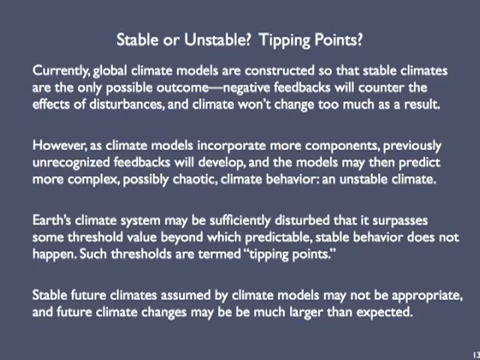 Stable or Unstable? Tipping Points?
Currently, global climate models are constructed so that stable climates
are the only possible outcome—negative feedbacks will counter the
effects of disturbances, and climate won't change too much as a result.
However, as climate models incorporate more components, previously
unrecognized feedbacks will develop, and the models may then predict
more complex, possibly chaotic, climate behavior: an unstable climate.
Earth's climate system may be sufficiently disturbed that it surpasses
some threshold value beyond which predictable, stable behavior does not
happen. Such thresholds are termed "tipping points."
Stable future climates assumed by climate models may not be appropriate,
and future climate changes may be be much larger than expected.
13